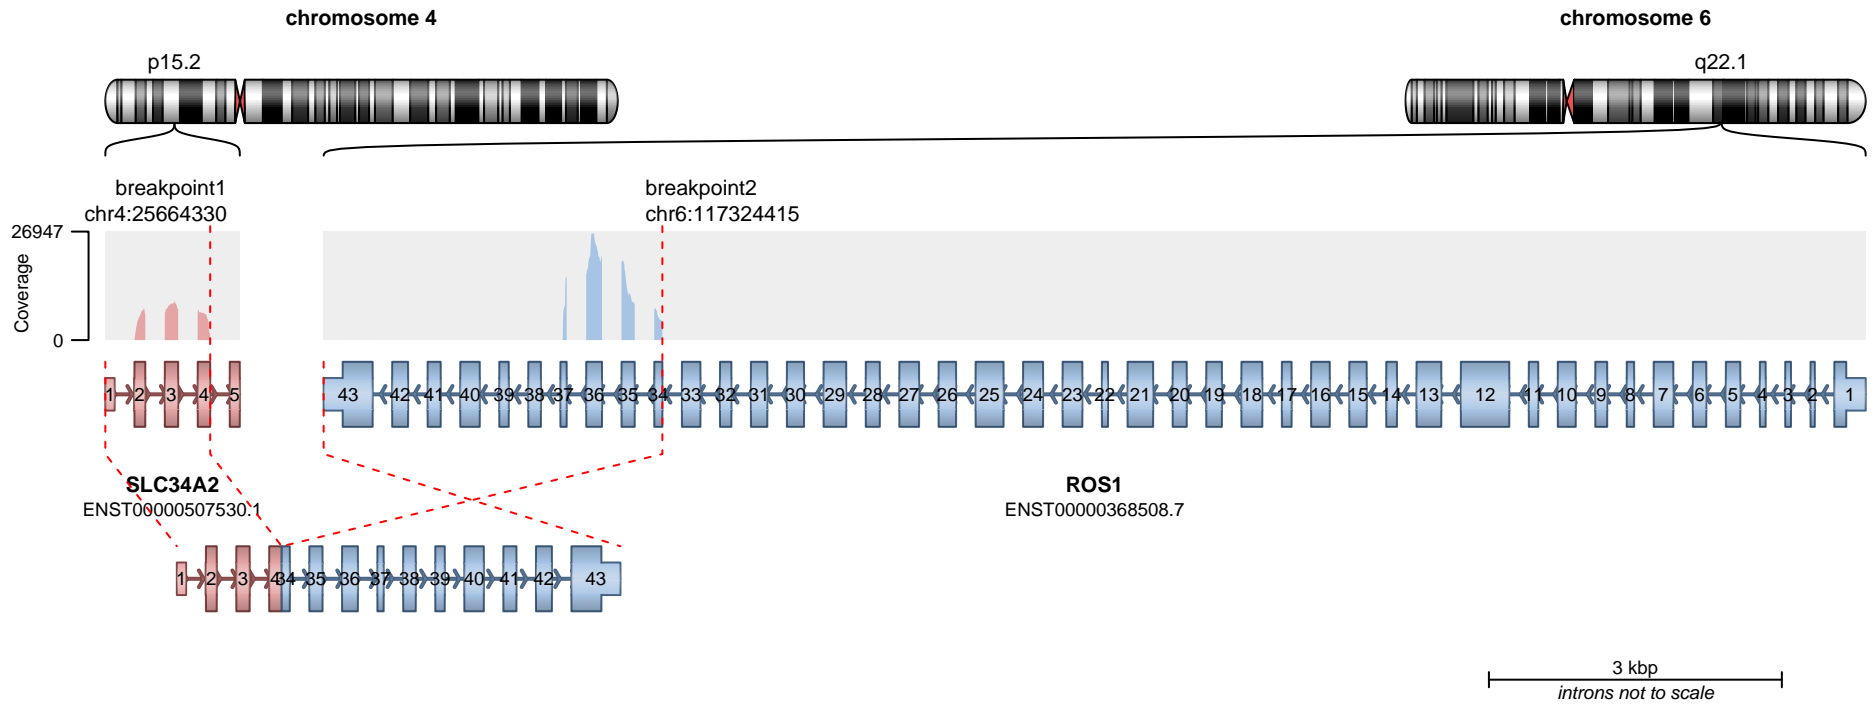 chromosome 4
chromosome 6
p15.2
q22.1
breakpoint1
chr4:25664330
breakpoint2
chr6:117324415
26947
Coverage
0
1 2 3 4 5
43 42 41 40 39 38 37 36 35 34 33 32 31 30 29 28 27 26 25 24 23 22 21 20 19 18 17 16 15 14 13 12 11 10 9 8 7 6 5 4 3 2 1
SLC34A2
ENST00000507530.1
ROS1
ENST00000368508.7
1 2 3 4 34 35 36 37 38 39 40 41 42 43
3 kbp
introns not to scale